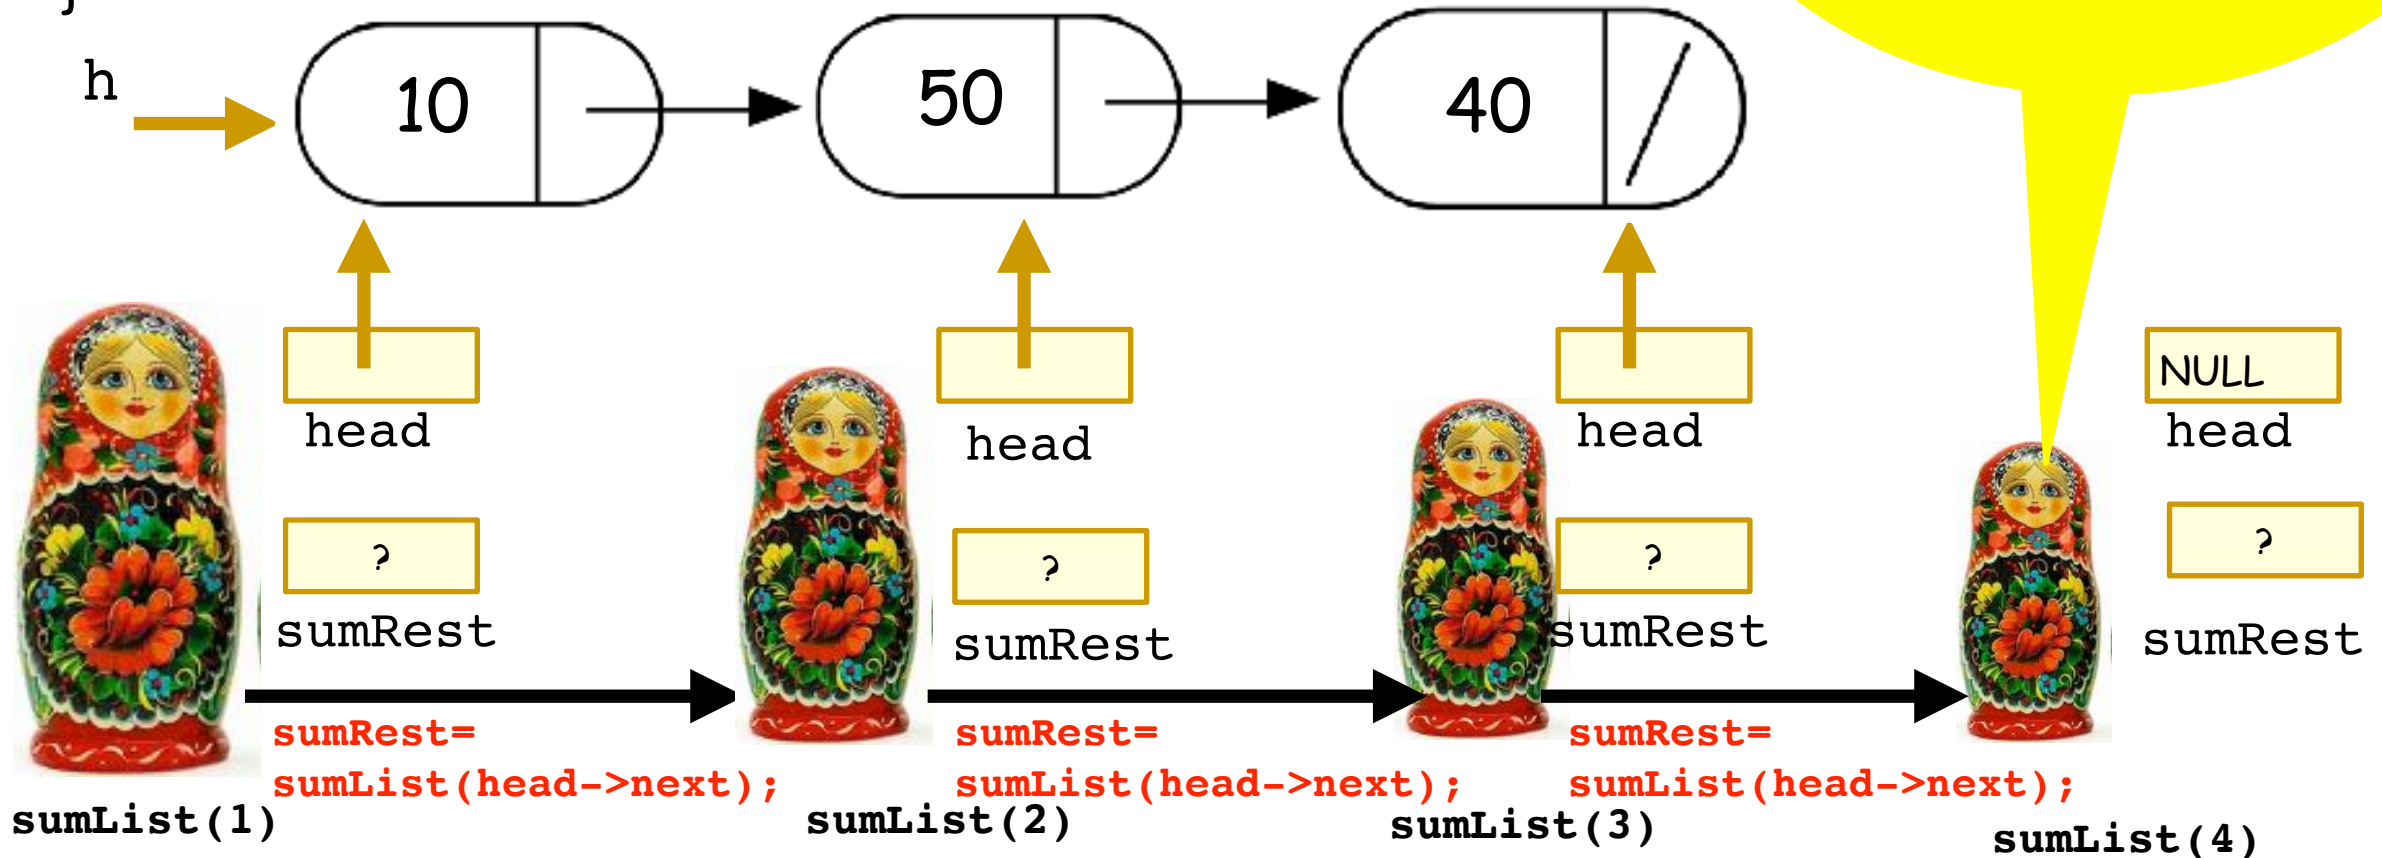 }
h
10
50
40
NULL
head
head
head
head
?
?
?
?
sumRest
sumRest
sumRest
sumRest
sumRest=
sumList(head->next);
sumRest=
sumList(head->next);
sumRest=
sumList(head->next);
sumList(1)
sumList(2)
sumList(3)
sumList(4)